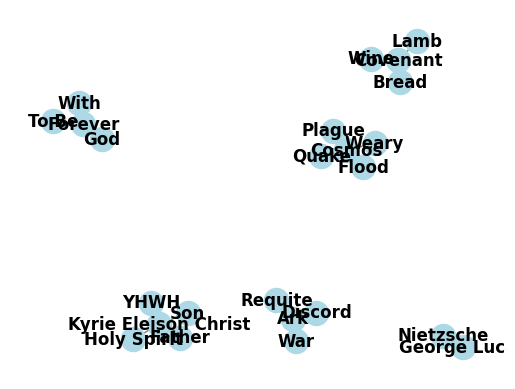 Lamb
Wine
Covenant
Bread
With
To Be
Forever
God
Plague
Weary
Cosmos
Quake
Flood
YHWH
Son
Kyrie Eleison Christ
Holy Spirit
Father
Requite
Discord
Ark
War
Nietzsche
George Luc